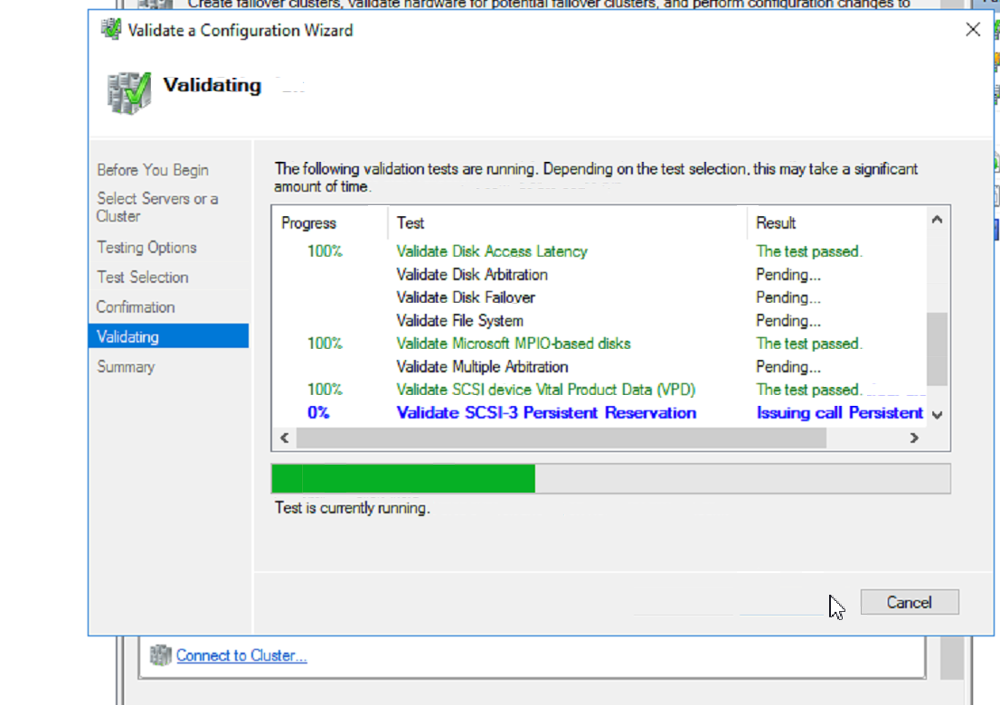 Create failover clusters, validate hardware for potential failover clusters, and perform configuration changes to
Validate a Configuration Wizard
Validating
Before You Begin
Select Servers or a
Cluster
Testing Options
Test Selection
Confirmation
Validating
Summary
The following validation tests are running. Depending on the test selection, this may take a significant
amount of time.
Progress Test Result
100% Validate Disk Access Latency The test passed.
Validate Disk Arbitration Pending...
Validate Disk Failover Pending...
Validate File System Pending...
100% Validate Microsoft MPIO-based disks The test passed.
Validate Multiple Arbitration Pending...
100% Validate SCSI device Vital Product Data (VPD) The test passed.
0% Validate SCSI-3 Persistent Reservation Issuing call Persistent
Test is currently running.
Cancel
Connect to Cluster...